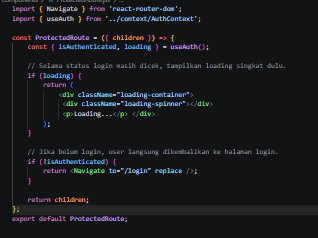 import { Navigate } from 'react-router-dom';
import { useAuth } from '../context/AuthContext';
const ProtectedRoute = ({ children }) => {
const { isAuthenticated, loading } = useAuth();
// Selama status login masih dicek, tampilkan loading singkat dulu.
if (loading) {
return (
<div className="loading-container">
<div className="loading-spinner"></div>
<p>Loading...</p> </div>
);
}
// Jika belum login, user langsung dikembalikan ke halaman login.
if (!isAuthenticated) {
return <Navigate to="/login" replace />;
}
return children;
};
export default ProtectedRoute;